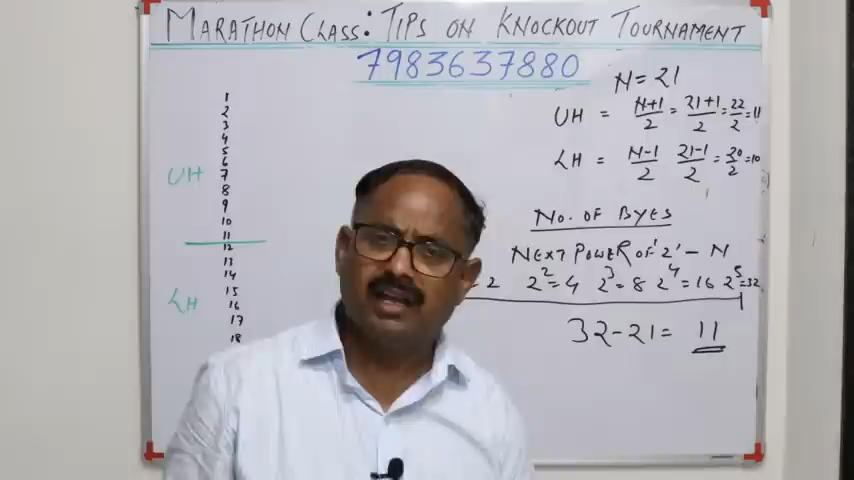 MARATHON CLASS: TIPS ON KNOCKOUT TOURNAMENT
7983637880
N=21
UH = N+1/2 = 21+1/2 = 22/2 = 11
LH = N-1/2 21-1/2 = 20/2 = 10
NO. OF BYES
NEXT POWER OF '2' - N
= 2 2²=4 2³=8 2⁴=16 2⁵=32
32-21= 11
1
2
3
4
5
6
UH 7
8
9
10
11
12
13
14
15
LH 16
17
18